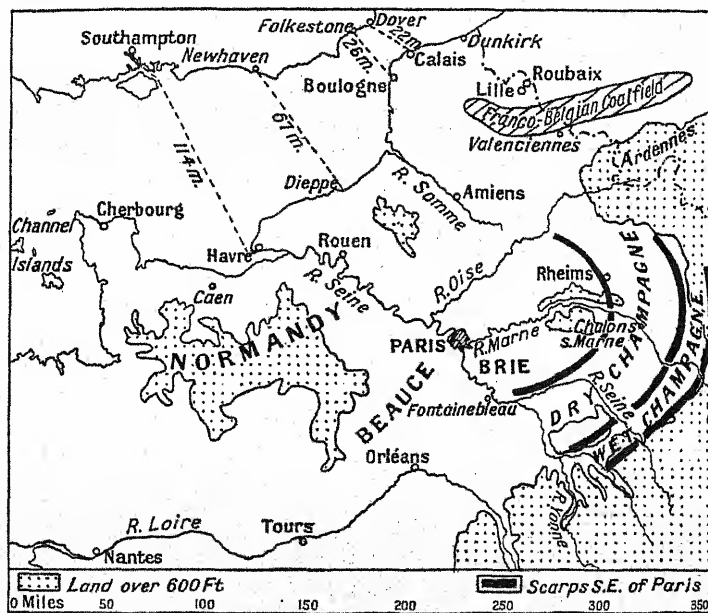 Southampton
Newhaven
Folkestone
Dover
22m.
26m.
Calais
Dunkirk
Boulogne
Lille
Roubaix
Franco-Belgian Coalfield
Valenciennes
Ardennes
114 m.
67 m.
Dieppe
R. Somme
Amiens
Channel
Islands
Cherbourg
Havre
Rouen
R. Seine
Caen
R. Oise
Rheims
NORMANDY
PARIS
R. Marne
Chalons
s. Marne
BRIE
DRY CHAMPAGNE
WET CHAMPAGNE
R. Seine
BEAUCE
Fontainebleau
Orléans
R. Yonne
R. Loire
Tours
Nantes
Land over 600 Ft
Scarps S.E. of Paris
0 Miles 50 100 150 200 250 300 350